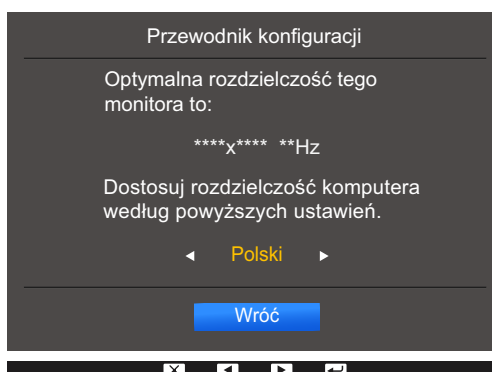 Przewodnik konfiguracji
Optymalna rozdzielczość tego
monitora to:
****x**** **Hz
Dostosuj rozdzielczość komputera
według powyższych ustawień.
Polski
Wróć